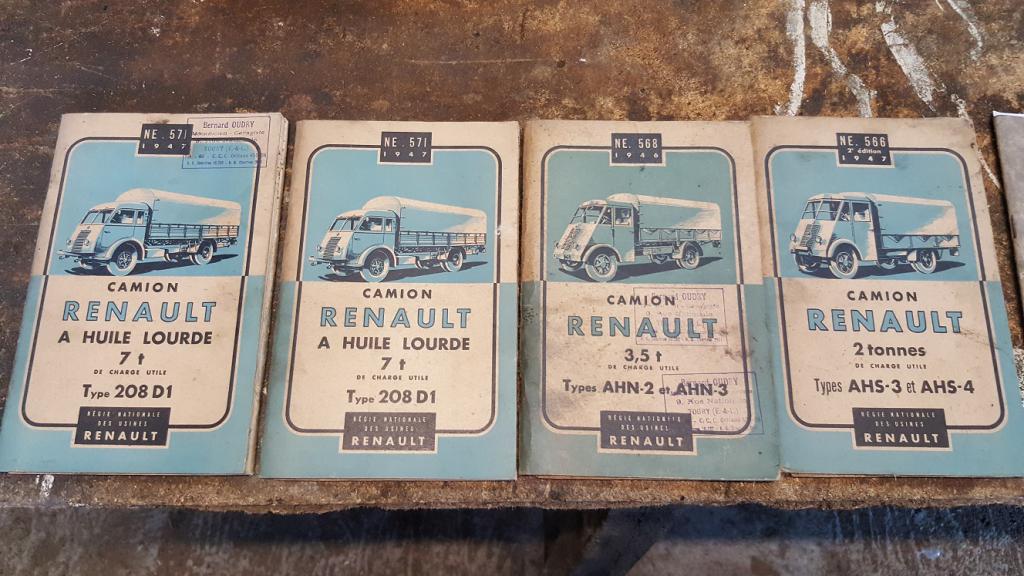 NE. 571
1947
Bernard OUDRY
CAMION
RENAULT
A HUILE LOURDE
7 t
DE CHARGE UTILE
Type 208 D1
RÉGIE NATIONALE
DES USINES
RENAULT
NE. 571
1947
CAMION
RENAULT
A HUILE LOURDE
7 t
DE CHARGE UTILE
Type 208 D1
RÉGIE NATIONALE
DES USINES
RENAULT
NE. 568
1946
CAMION
RENAULT
3,5 t
DE CHARGE UTILE
Types AHN-2 et AHN-3
RÉGIE NATIONALE
DES USINES
RENAULT
OUDRY
OUDRY
TOURY (E.-&-L.)
NE. 566
2e édition
1947
CAMION
RENAULT
2 tonnes
DE CHARGE UTILE
Types AHS-3 et AHS-4
RÉGIE NATIONALE
DES USINES
RENAULT